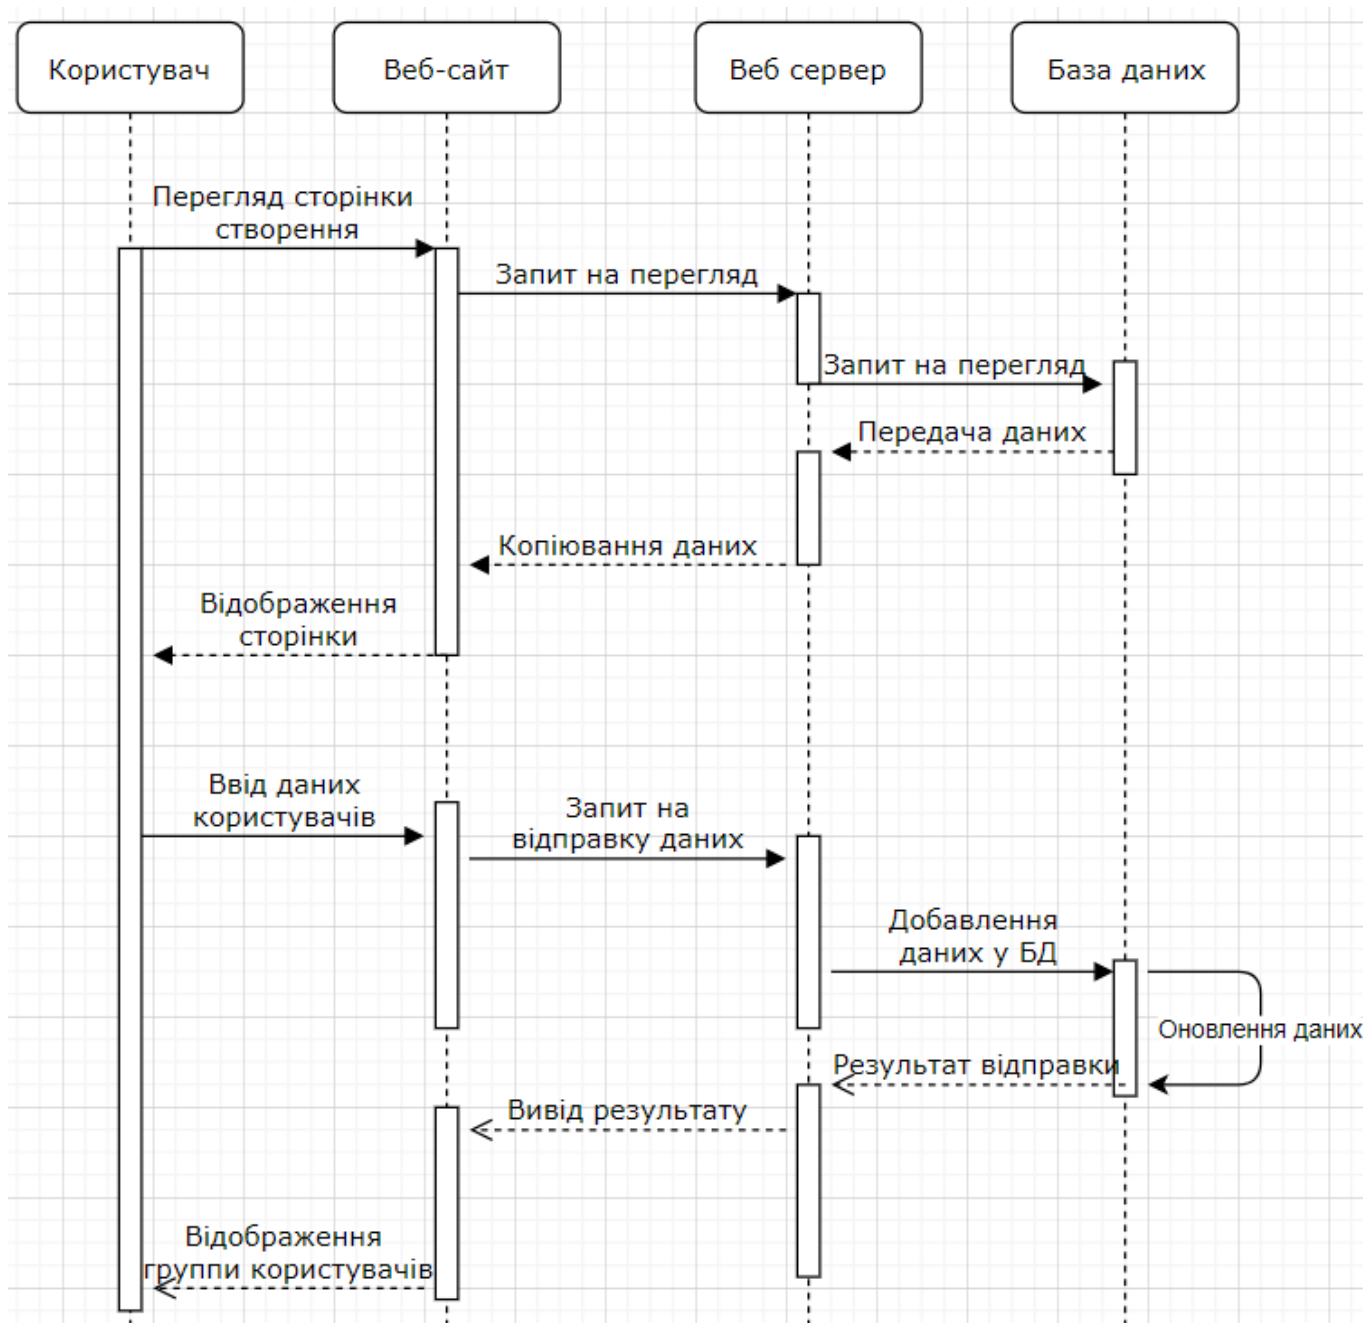 Користувач
Веб-сайт
Веб сервер
База даних
Перегляд сторінки
створення
Запит на перегляд
Запит на перегляд
Передача даних
Копіювання даних
Відображення
сторінки
Ввід даних
користувачів
Запит на
відправку даних
Добавлення
даних у БД
Оновлення даних
Результат відправки
Вивід результату
Відображення
группи користувачів